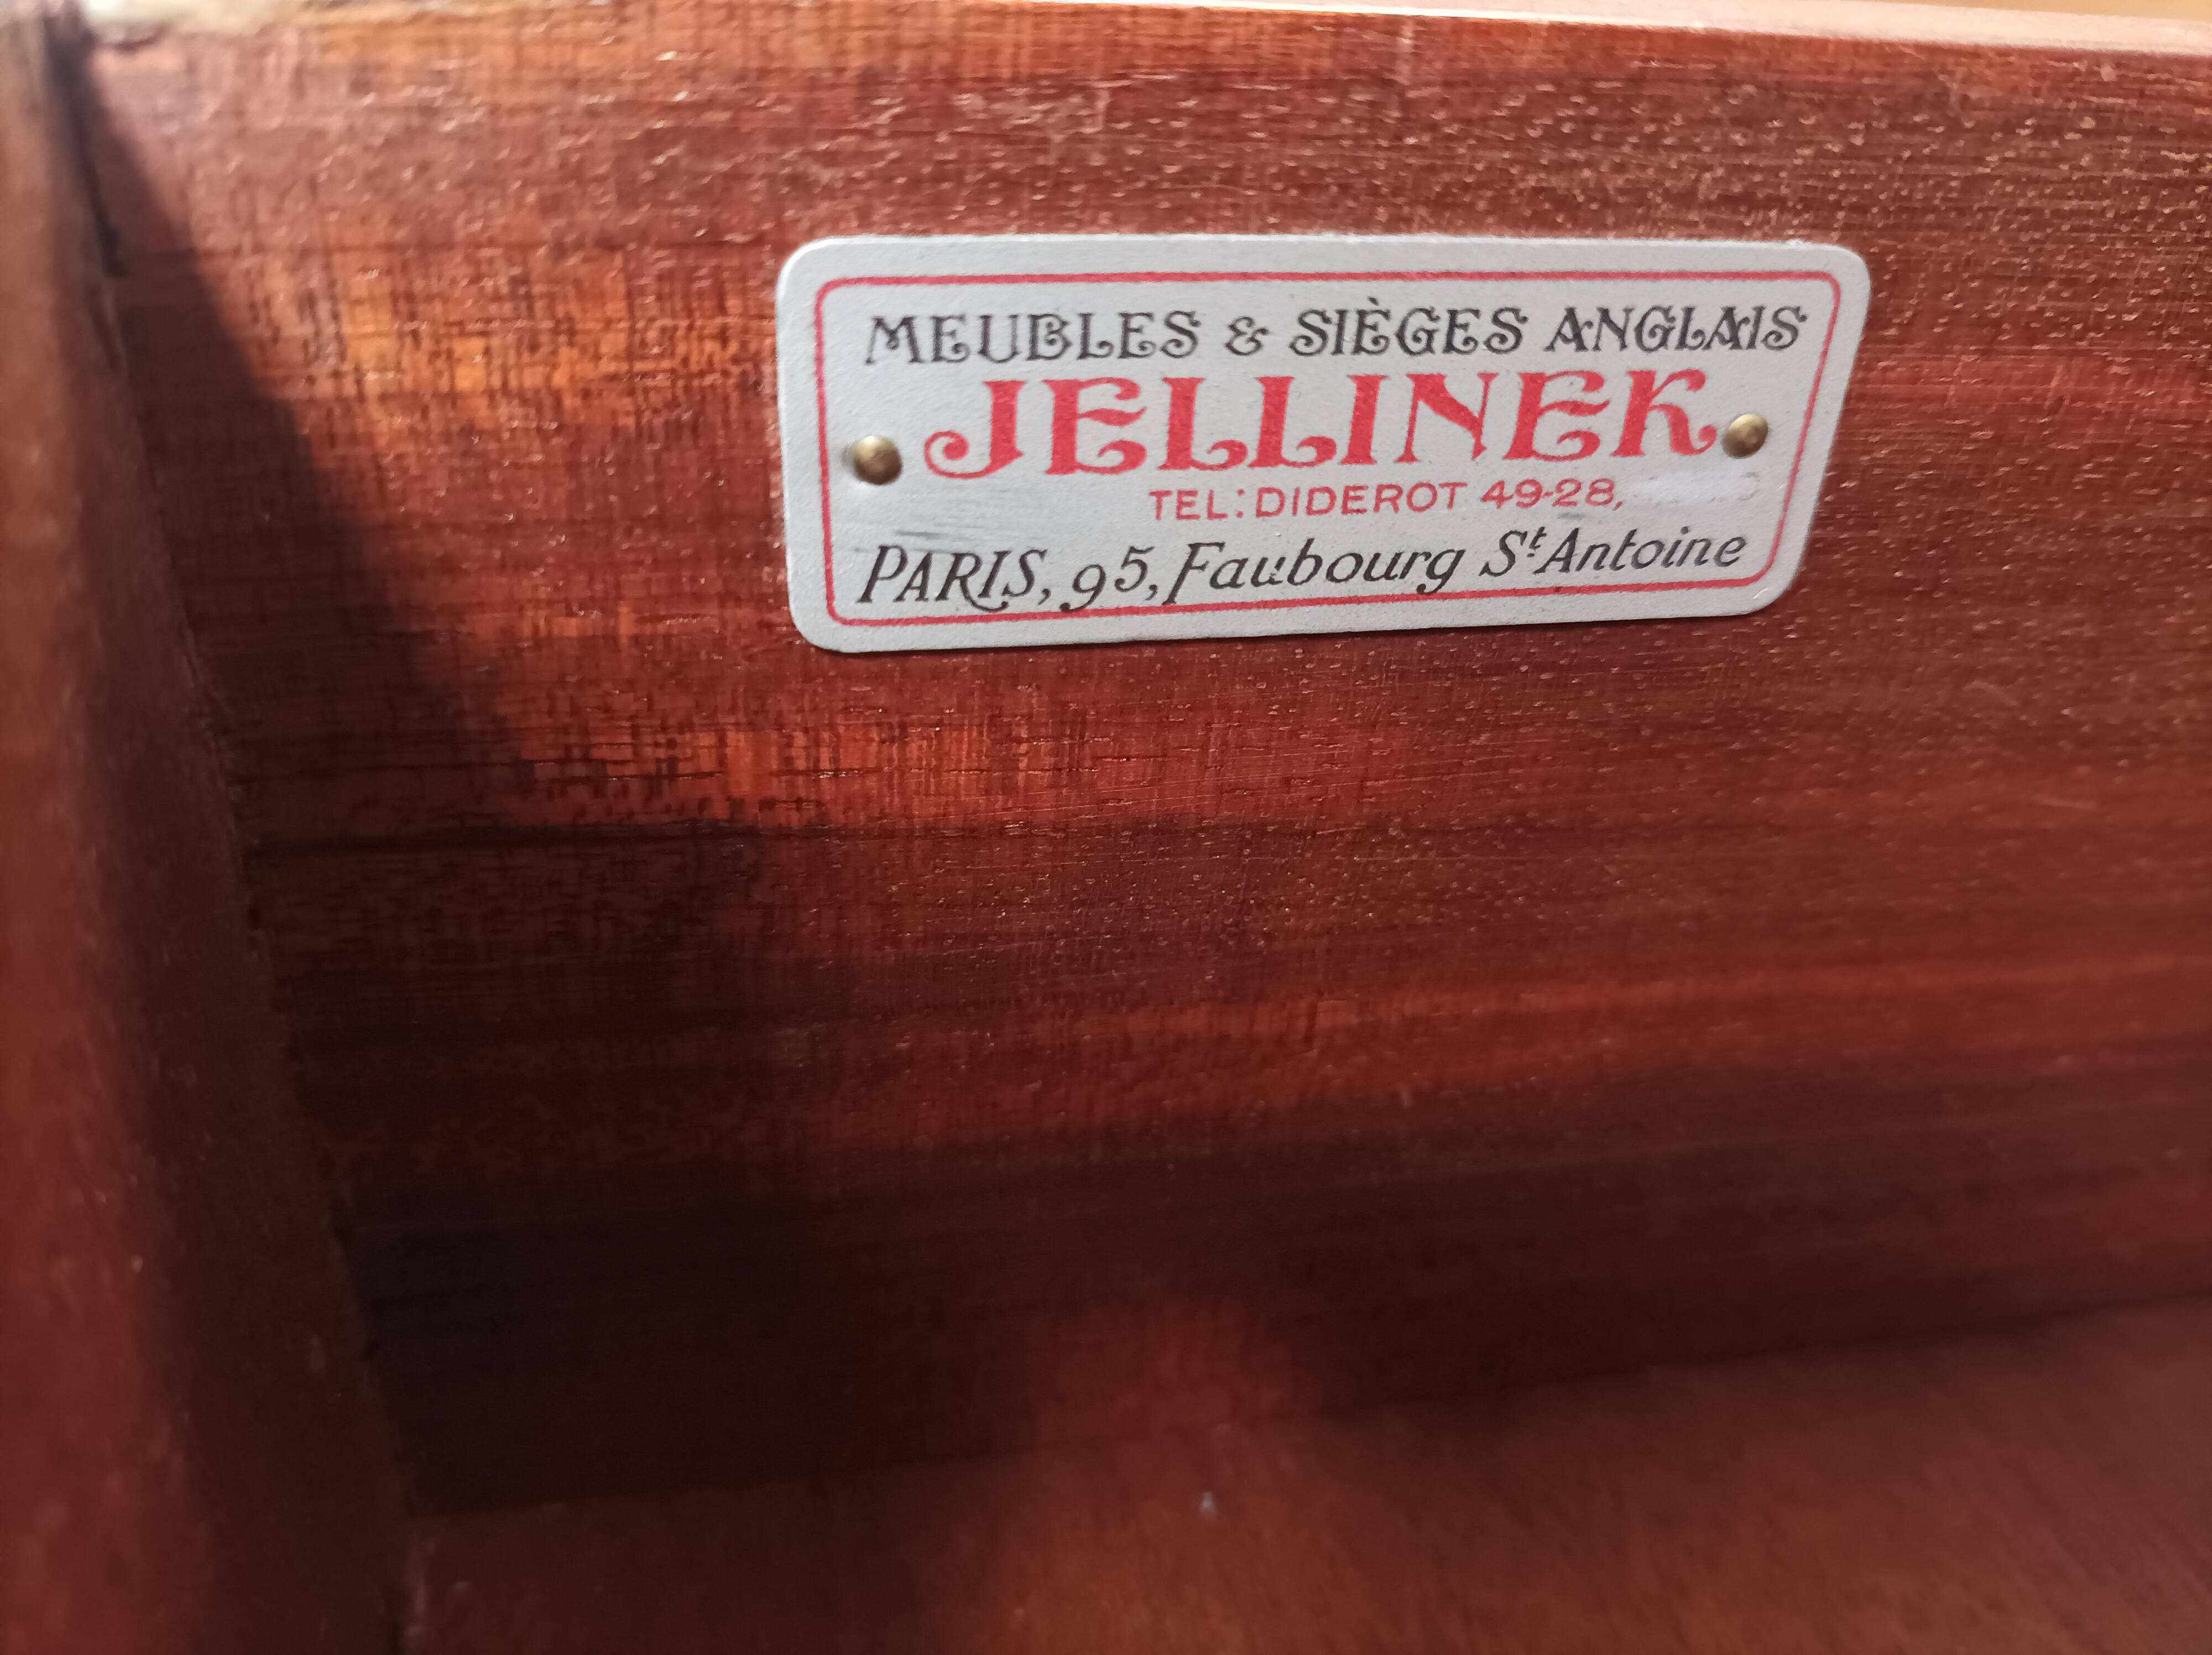 MEUBLES & SIÈGES ANGLAIS
JELLINEK
TEL: DIDEROT 49-28,
PARIS, 95, Faubourg St Antoine